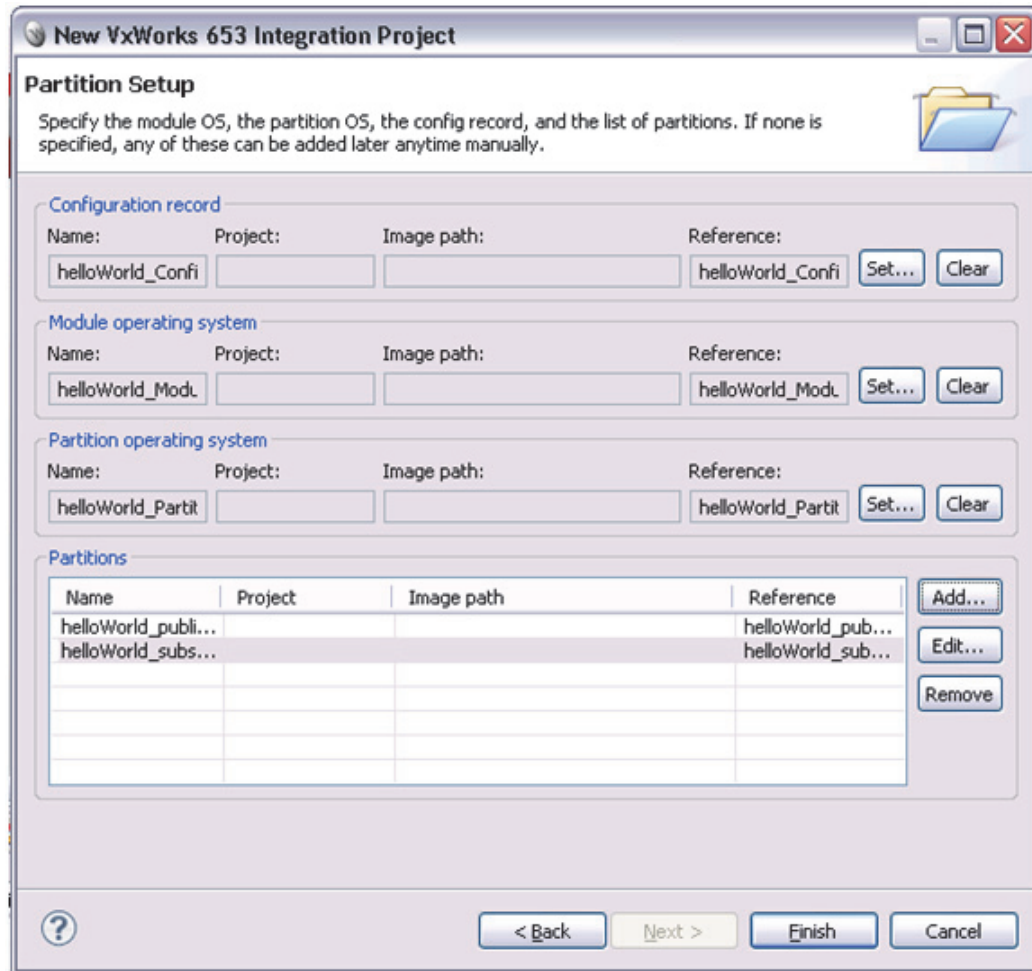 New VxWorks 653 Integration Project
Partition Setup
Specify the module OS, the partition OS, the config record, and the list of partitions. If none is
specified, any of these can be added later anytime manually.
Configuration record
Name: Project: Image path: Reference:
helloWorld_Confi helloWorld_Confi Set... Clear
Module operating system
Name: Project: Image path: Reference:
helloWorld_Modu helloWorld_Modu Set... Clear
Partition operating system
Name: Project: Image path: Reference:
helloWorld_Partit helloWorld_Partit Set... Clear
Partitions
Name Project Image path Reference Add...
helloWorld_publi... helloWorld_pub...
helloWorld_subs... helloWorld_sub... Edit...
Remove
? < Back Next > Finish Cancel